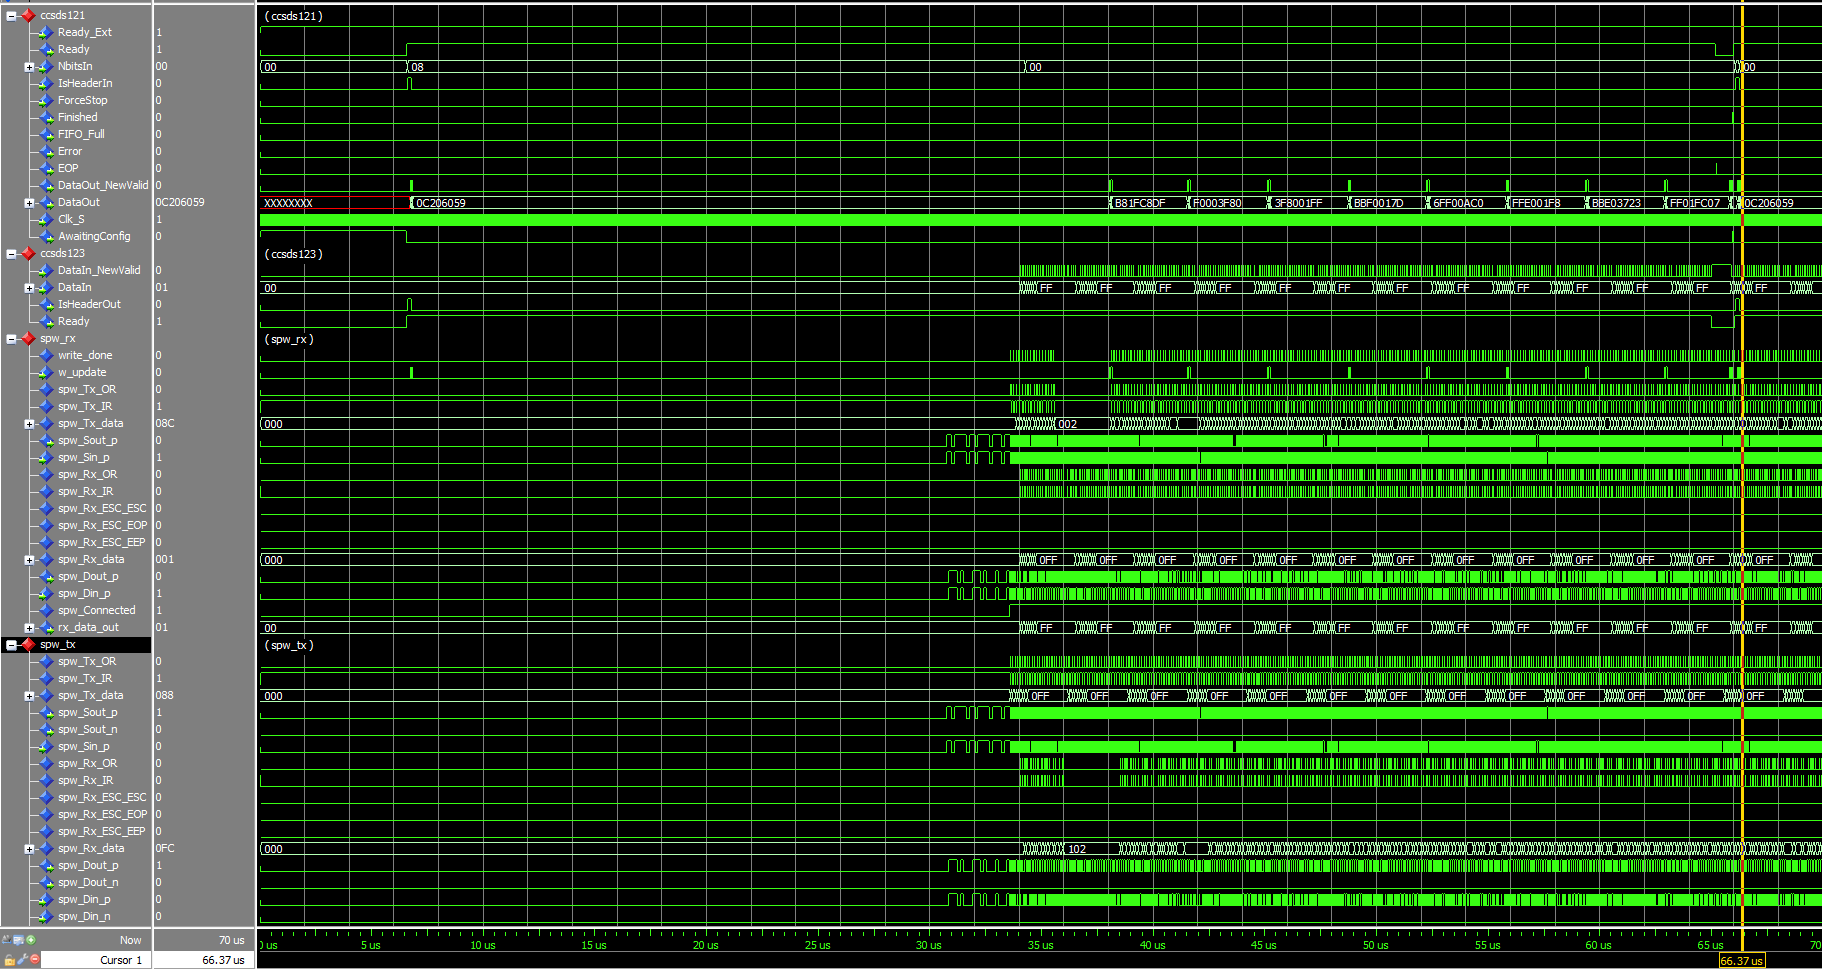 ccsds121 (ccsds121)
Ready_Ext 1
Ready 1
NbitsIn 00 00 08 00 00
IsHeaderIn 0
ForceStop 0
Finished 0
FIFO_Full 0
Error 0
EOP 0
DataOut_NewValid 0
DataOut 0C206059 XXXXXXXX 0C206059 B81FC8DF F0003F80 3F8001FF BBF0017D 6FF00AC0 FFE001F8 BBE03723 FF01FC07 0C206059
Clk_S 1
AwaitingConfig 0
ccsds123 (ccsds123)
DataIn_NewValid 0
DataIn 01 00 FF FF FF FF FF FF FF FF FF FF FF FF FF
IsHeaderOut 0
Ready 1
spw_rx (spw_rx)
write_done 0
w_update 0
spw_Tx_OR 0
spw_Tx_IR 1
spw_Tx_data 08C 000 002
spw_Sout_p 0
spw_Sin_p 1
spw_Rx_OR 0
spw_Rx_IR 0
spw_Rx_ESC_ESC 0
spw_Rx_ESC_EOP 0
spw_Rx_ESC_EEP 0
spw_Rx_data 001 000 0FF 0FF 0FF 0FF 0FF 0FF 0FF 0FF 0FF 0FF 0FF 0FF 0FF
spw_Dout_p 0
spw_Din_p 1
spw_Connected 1
rx_data_out 01 00 FF FF FF FF FF FF FF FF FF FF FF FF FF
spw_tx (spw_tx)
spw_Tx_OR 0
spw_Tx_IR 1
spw_Tx_data 088 000 0FF 0FF 0FF 0FF 0FF 0FF 0FF 0FF 0FF 0FF 0FF 0FF 0FF
spw_Sout_p 1
spw_Sout_n 0
spw_Sin_p 0
spw_Rx_OR 0
spw_Rx_IR 0
spw_Rx_ESC_ESC 0
spw_Rx_ESC_EOP 0
spw_Rx_ESC_EEP 0
spw_Rx_data 0FC 000 102
spw_Dout_p 1
spw_Dout_n 0
spw_Din_p 0
spw_Din_n 0
Now 70 us 0 us 5 us 10 us 15 us 20 us 25 us 30 us 35 us 40 us 45 us 50 us 55 us 60 us 65 us 70
Cursor 1 66.37 us 66.37 us